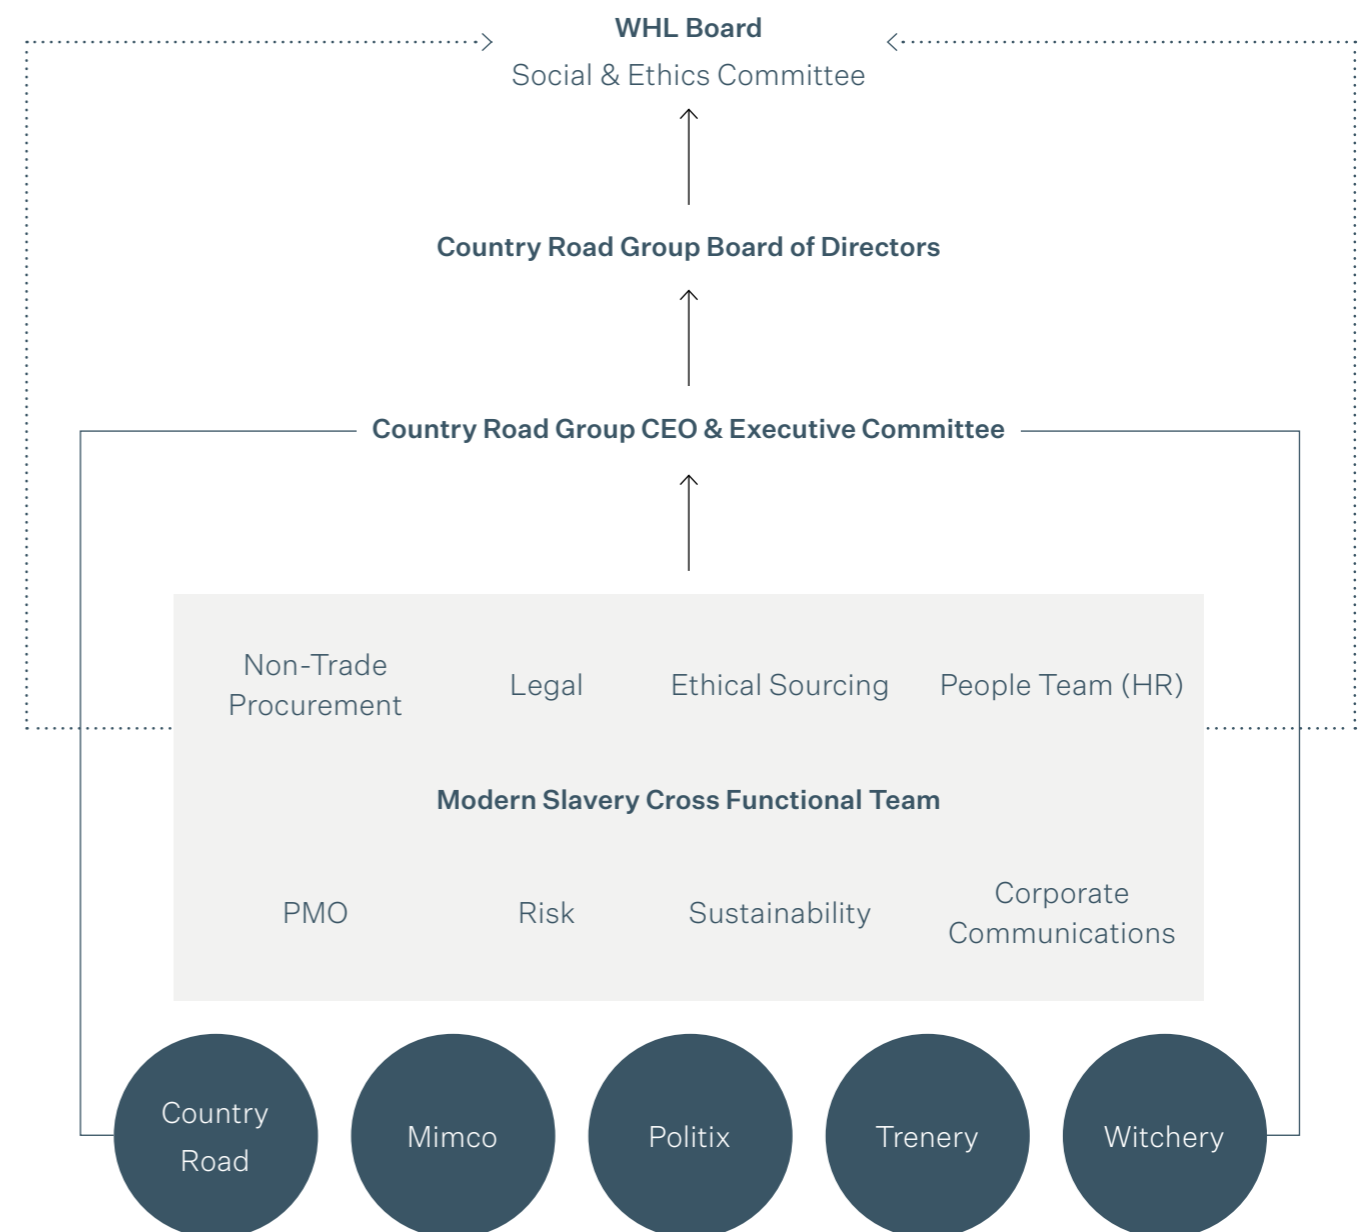 WHL Board
Social & Ethics Committee
Country Road Group Board of Directors
Country Road Group CEO & Executive Committee
Non-Trade
Procurement
Legal
Ethical Sourcing
People Team (HR)
Modern Slavery Cross Functional Team
PMO
Risk
Sustainability
Corporate
Communications
Country
Road
Mimco
Politix
Trenery
Witchery